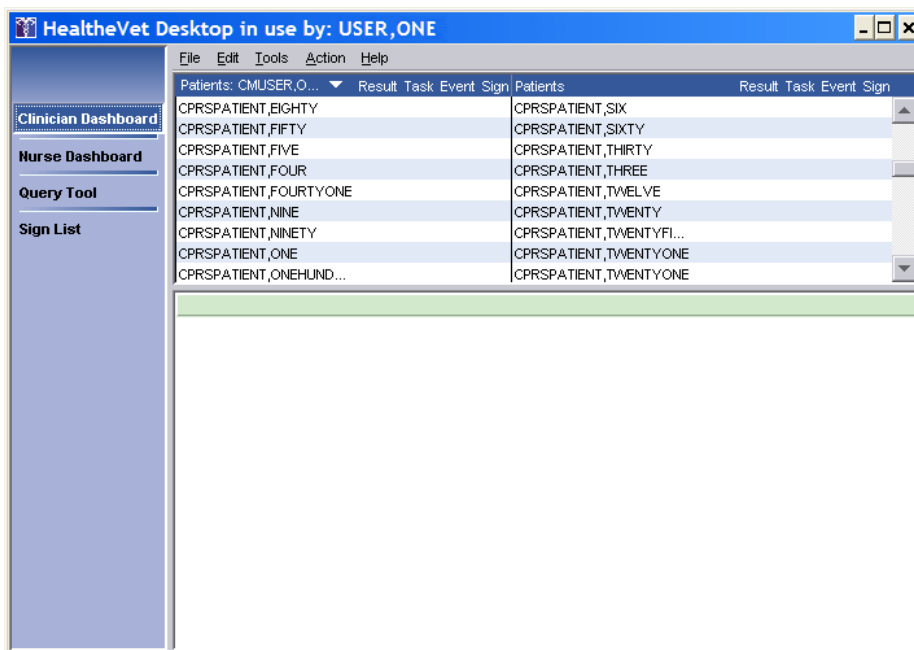 HealtheVet Desktop in use by: USER,ONE
File Edit Tools Action Help
Clinician Dashboard
Nurse Dashboard
Query Tool
Sign List
Patients: CMUSER,O... Result Task Event Sign Patients Result Task Event Sign
CPRSPATIENT,EIGHTY CPRSPATIENT,SIX
CPRSPATIENT,FIFTY CPRSPATIENT,SIXTY
CPRSPATIENT,FIVE CPRSPATIENT,THIRTY
CPRSPATIENT,FOUR CPRSPATIENT,THREE
CPRSPATIENT,FOURTYONE CPRSPATIENT,TWELVE
CPRSPATIENT,NINE CPRSPATIENT,TWENTY
CPRSPATIENT,NINETY CPRSPATIENT,TWENTYFI...
CPRSPATIENT,ONE CPRSPATIENT,TWENTYONE
CPRSPATIENT,ONEHUND... CPRSPATIENT,TWENTYONE